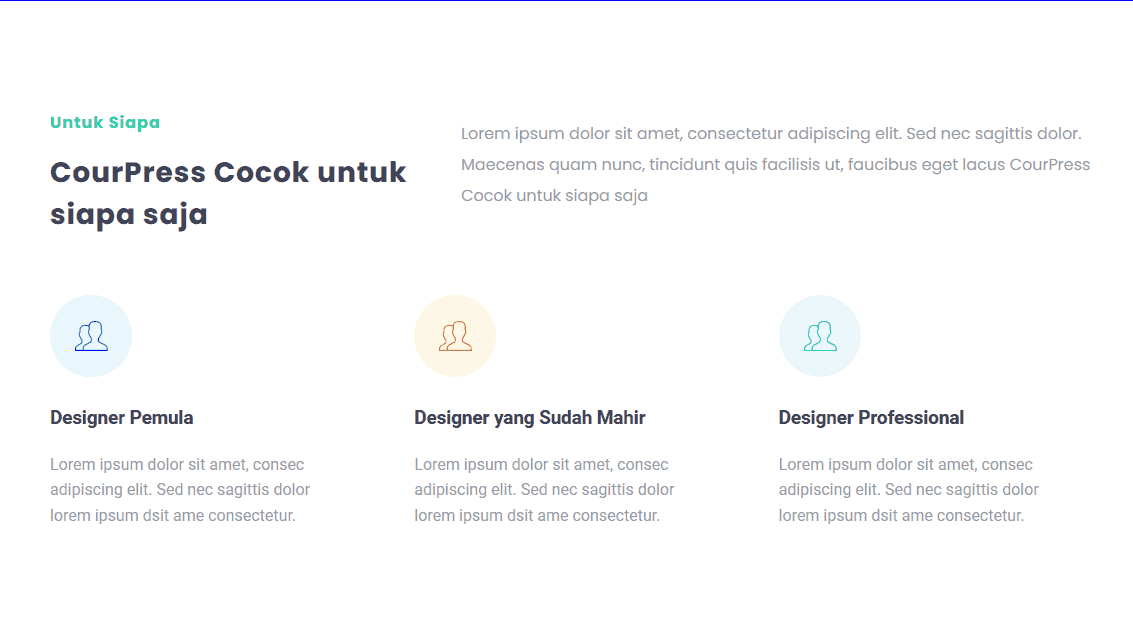 Untuk Siapa
CourPress Cocok untuk
siapa saja
Lorem ipsum dolor sit amet, consectetur adipiscing elit. Sed nec sagittis dolor.
Maecenas quam nunc, tincidunt quis facilisis ut, faucibus eget lacus CourPress
Cocok untuk siapa saja
Designer Pemula
Lorem ipsum dolor sit amet, consec
adipiscing elit. Sed nec sagittis dolor
lorem ipsum dsit ame consectetur.
Designer yang Sudah Mahir
Lorem ipsum dolor sit amet, consec
adipiscing elit. Sed nec sagittis dolor
lorem ipsum dsit ame consectetur.
Designer Professional
Lorem ipsum dolor sit amet, consec
adipiscing elit. Sed nec sagittis dolor
lorem ipsum dsit ame consectetur.